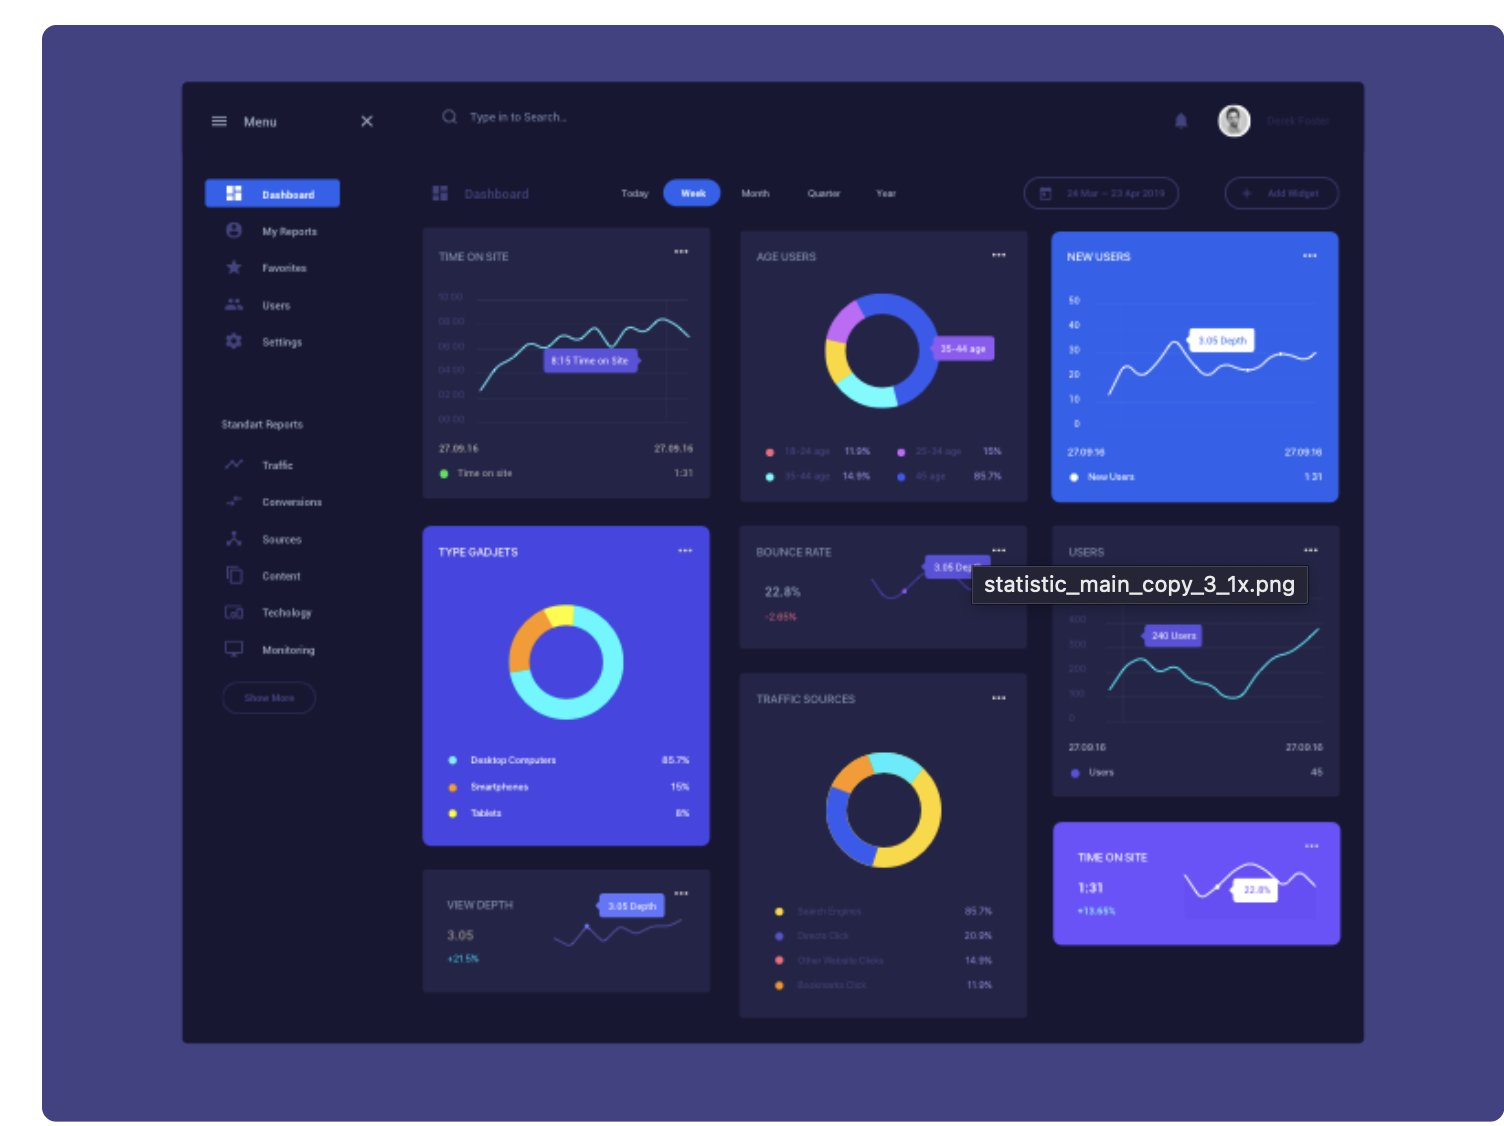 Menu
Type in to Search...
Derek Foster
Dashboard
My Reports
Favorites
Users
Settings
Standart Reports
Traffic
Conversions
Sources
Content
Techology
Monitoring
Show More
Dashboard
Today
Week
Month
Quarter
Year
24 Mar – 23 Apr 2019
Add Widget
TIME ON SITE
10:00
08:00
06:00
04:00
02:00
00:00
8:15 Time on Site
27.09.16
27.09.16
Time on site
1:31
AGE USERS
35-44 age
18-24 age 11.9%
25-34 age 15%
35-44 age 14.9%
45 age 85.7%
NEW USERS
50
40
30
20
10
0
3.05 Depth
27.09.16
27.09.16
New Users
1:31
TYPE GADJETS
Desktop Computers 85.7%
Smartphones 15%
Tablets 8%
BOUNCE RATE
22.8%
-2.65%
3.05
statistic_main_copy_3_1x.png
USERS
400
300
200
100
0
240 Users
27.09.16
27.09.16
Users
45
TRAFFIC SOURCES
Search Engines 85.7%
Directs Click 20.9%
Other Website Clicks 14.9%
Bookmarks Click 11.9%
VIEW DEPTH
3.05
+21.5%
3.05 Depth
TIME ON SITE
1:31
+13,65%
22.8%